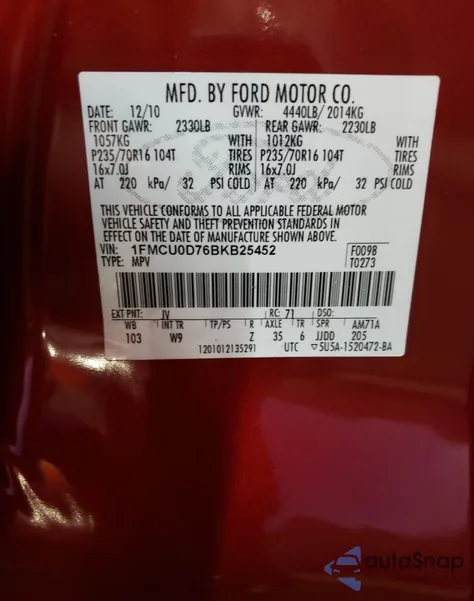 MFD. BY FORD MOTOR CO.
DATE: 12/10 GVWR: 4440LB/ 2014KG
FRONT GAWR: 2330LB REAR GAWR: 2230LB
1057KG WITH 1012KG WITH
P235/70R16 104T TIRES P235/70R16 104T TIRES
16x7.0J RIMS 16x7.0J RIMS
AT 220 kPa/ 32 PSI COLD AT 220 kPa/ 32 PSI COLD
THIS VEHICLE CONFORMS TO ALL APPLICABLE FEDERAL MOTOR
VEHICLE SAFETY AND THEFT PREVENTION STANDARDS IN
EFFECT ON THE DATE OF MANUFACTURE SHOWN ABOVE.
VIN: 1FMCU0D76BKB25452 F0098
TYPE: MPV T0273
EXT PNT: JV RC: 71 DSO:
WB INT TR TP/PS R AXLE TR SPR AM71A
103 W9 Z 35 6 JJDD 205
1201012135291 UTC ▽5U5A-1520472-BA
autoSnap